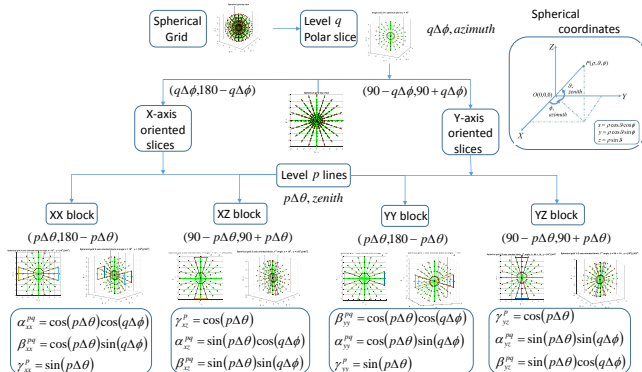 Spherical
Grid
Level q
Polar slice
qΔϕ, azimuth
Spherical
coordinates
Z
P(ρ,θ,ϕ)
θ,
zenith
O(0,0,0)
Y
ϕ,
azimuth
X
x = ρcosθcosϕ
y = ρcosθsinϕ
z = ρsinθ
(qΔϕ,180 − qΔϕ)
(90 − qΔϕ,90 + qΔϕ)
X-axis
oriented
slices
Y-axis
oriented
slices
Level p lines
pΔθ, zenith
XX block
XZ block
YY block
YZ block
(pΔθ,180 − pΔθ)
(90 − pΔθ,90 + pΔθ)
(pΔθ,180 − pΔθ)
(90 − pΔθ,90 + pΔθ)
α_xx^pq = cos(pΔθ)cos(qΔϕ)
β_xx^pq = cos(pΔθ)sin(qΔϕ)
γ_xx^p = sin(pΔθ)
γ_xz^p = cos(pΔθ)
α_xz^pq = sin(pΔθ)cos(qΔϕ)
β_xz^pq = sin(pΔθ)sin(qΔϕ)
β_yy^pq = cos(pΔθ)cos(qΔϕ)
α_yy^pq = cos(pΔθ)sin(qΔϕ)
γ_yy^p = sin(pΔθ)
γ_yz^p = cos(pΔθ)
α_yz^pq = sin(pΔθ)sin(qΔϕ)
β_yz^pq = sin(pΔθ)cos(qΔϕ)